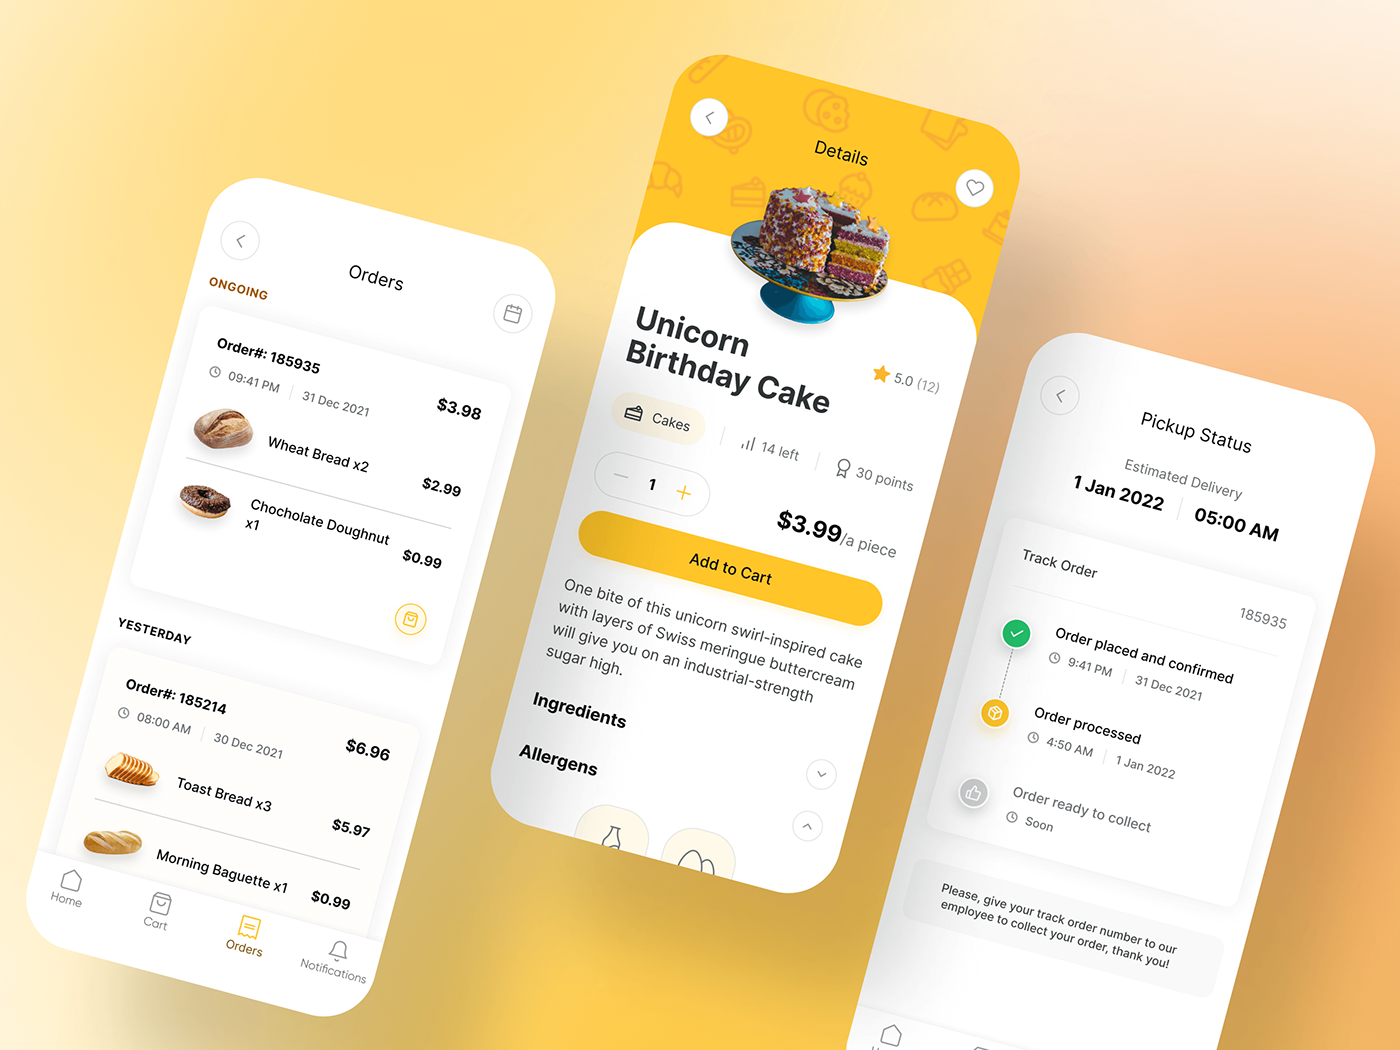 Orders
ONGOING
Order#: 185935
09:41 PM
31 Dec 2021
$3.98
Wheat Bread x2
$2.99
Chocholate Doughnut
x1
$0.99
YESTERDAY
Order#: 185214
08:00 AM
30 Dec 2021
$6.96
Toast Bread x3
$5.97
Morning Baguette x1
$0.99
Home
Cart
Orders
Notifications
Details
Unicorn
Birthday Cake
5.0 (12)
Cakes
14 left
30 points
1
$3.99/a piece
Add to Cart
One bite of this unicorn swirl-inspired cake
with layers of Swiss meringue buttercream
will give you on an industrial-strength
sugar high.
Ingredients
Allergens
Pickup Status
Estimated Delivery
1 Jan 2022
05:00 AM
Track Order
185935
Order placed and confirmed
9:41 PM
31 Dec 2021
Order processed
4:50 AM
1 Jan 2022
Order ready to collect
Soon
Please, give your track order number to our
employee to collect your order, thank you!